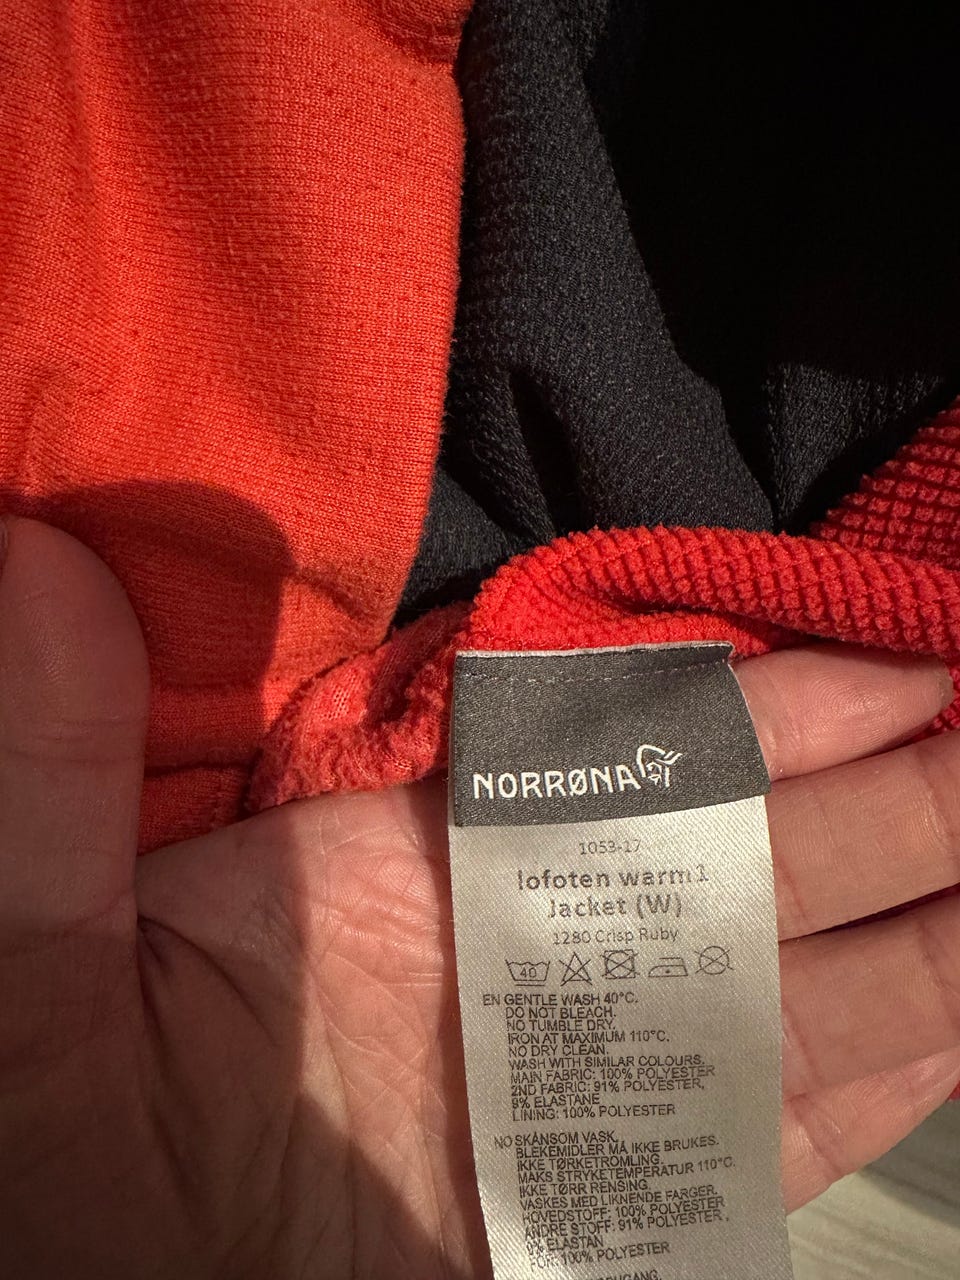 NORRØNA
1053-17
lofoten warm1
Jacket (W)
1280 Crisp Ruby
40
EN GENTLE WASH 40°C.
DO NOT BLEACH.
NO TUMBLE DRY.
IRON AT MAXIMUM 110°C.
NO DRY CLEAN.
WASH WITH SIMILAR COLOURS.
MAIN FABRIC: 100% POLYESTER
2ND FABRIC: 91% POLYESTER,
9% ELASTANE
LINING: 100% POLYESTER
NO SKÅNSOM VASK.
BLEKEMIDLER MÅ IKKE BRUKES.
IKKE TØRKETROMLING.
MAKS STRYKETEMPERATUR 110°C.
IKKE TØRR RENSING.
VASKES MED LIKNENDE FARGER.
HOVEDSTOFF: 100% POLYESTER
ANDRE STOFF: 91% POLYESTER,
9% ELASTAN
FÔR: 100% POLYESTER